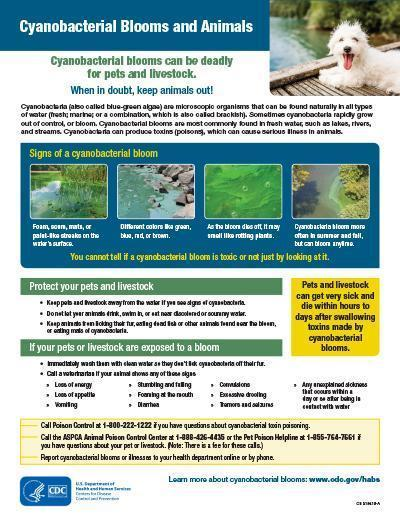 Cyanobacterial Blooms and Animals
Cyanobacterial blooms can be deadly
for pets and livestock.
When in doubt, keep animals out!
Cyanobacteria (also called blue-green algae) are microscopic organisms that can be found naturally in all types
of water (fresh; marine; or a combination, which is also called brackish). Sometimes cyanobacteria rapidly grow
out of control, or bloom. Cyanobacterial blooms are most commonly found in fresh water, such as lakes, rivers,
and streams. Cyanobacteria can produce toxins (poisons), which can cause serious illness in animals.
Signs of a cyanobacterial bloom
Foam, scum, mats, or
paint-like streaks on the
water's surface.
Different colors like green,
blue, red, or brown.
As the bloom dies off, it may
smell like rotting plants.
Cyanobacteria bloom more
often in summer and fall,
but can bloom anytime.
You cannot tell if a cyanobacterial bloom is toxic or not just by looking at it.
Protect your pets and livestock
• Keep pets and livestock away from the water if you see signs of cyanobacteria.
• Do not let your animals drink, swim in, or eat near discolored or scummy water.
• Keep animals from licking their fur, eating dead fish or other animals found near the bloom,
or eating mats of cyanobacteria.
Pets and livestock
can get very sick and
die within hours to
days after swallowing
toxins made by
cyanobacterial
blooms.
If your pets or livestock are exposed to a bloom
• Immediately wash them with clean water so they don't lick cyanobacteria off their fur.
• Call a veterinarian if your animal shows any of these signs
» Loss of energy
» Loss of appetite
» Vomiting
» Stumbling and falling
» Foaming at the mouth
» Diarrhea
» Convulsions
» Excessive drooling
» Tremors and seizures
» Any unexplained sickness
that occurs within a
day or so after being in
contact with water
Call Poison Control at 1-800-222-1222 if you have questions about cyanobacterial toxin poisoning.
Call the ASPCA Animal Poison Control Center at 1-888-426-4435 or the Pet Poison Helpline at 1-855-764-7661 if
you have questions about your pet or livestock. (Note: There is a fee for these calls.)
Report cyanobacterial blooms or illnesses to your health department online or by phone.
CDC
U.S. Department of
Health and Human Services
Centers for Disease
Control and Prevention
Learn more about cyanobacterial blooms: www.cdc.gov/habs